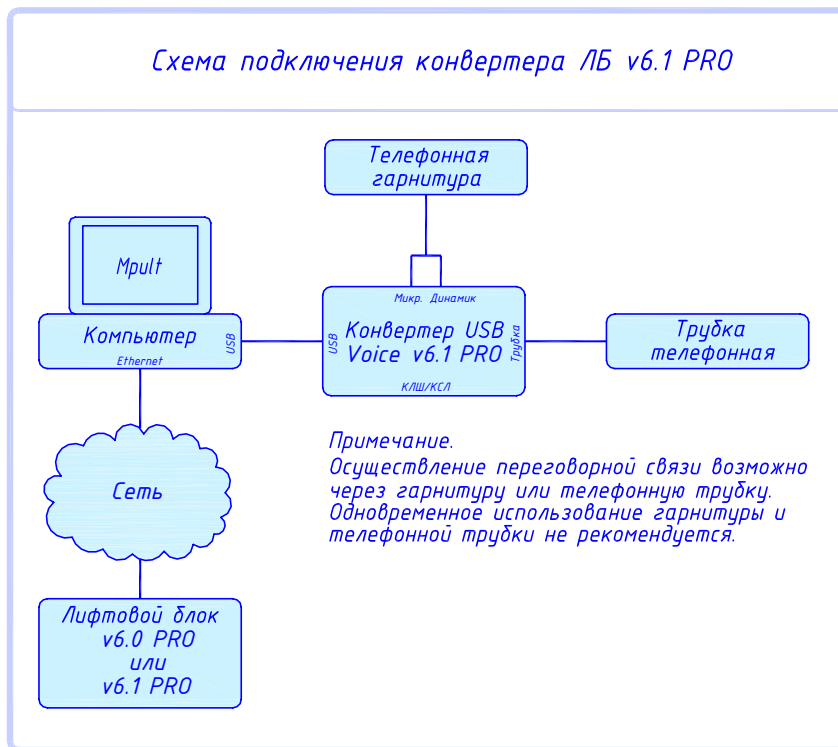 Схема подключения конвертера ЛБ v6.1 PRO
Телефонная
гарнитура
Mpult
Микр. Динамик
Компьютер
USB
Ethernet
USB
Конвертер USB
Voice v6.1 PRO
Трубка
КЛШ/КСЛ
Трубка
телефонная
Примечание.
Осуществление переговорной связи возможно
через гарнитуру или телефонную трубку.
Одновременное использование гарнитуры и
телефонной трубки не рекомендуется.
Сеть
Лифтовой блок
v6.0 PRO
или
v6.1 PRO